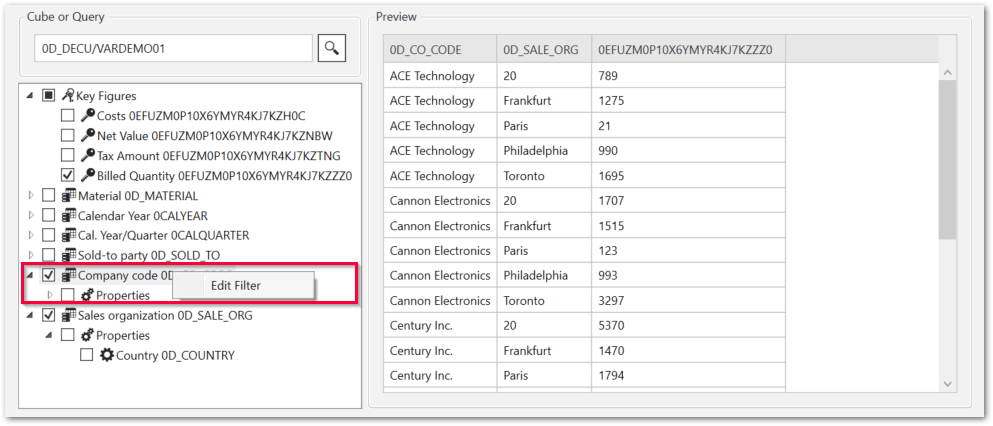 Cube or Query
0D_DECU/VARDEMO01
Key Figures
Costs 0EFUZM0P10X6YMYR4KJ7KZH0C
Net Value 0EFUZM0P10X6YMYR4KJ7KZNBW
Tax Amount 0EFUZM0P10X6YMYR4KJ7KZTNG
Billed Quantity 0EFUZM0P10X6YMYR4KJ7KZZZ0
Material 0D_MATERIAL
Calendar Year 0CALYEAR
Cal. Year/Quarter 0CALQUARTER
Sold-to party 0D_SOLD_TO
Company code
Edit Filter
Properties
Sales organization 0D_SALE_ORG
Properties
Country 0D_COUNTRY
Preview
0D_CO_CODE 0D_SALE_ORG 0EFUZM0P10X6YMYR4KJ7KZZZ0
ACE Technology 20 789
ACE Technology Frankfurt 1275
ACE Technology Paris 21
ACE Technology Philadelphia 990
ACE Technology Toronto 1695
Cannon Electronics 20 1707
Cannon Electronics Frankfurt 1515
Cannon Electronics Paris 123
Cannon Electronics Philadelphia 993
Cannon Electronics Toronto 3297
Century Inc. 20 5370
Century Inc. Frankfurt 1470
Century Inc. Paris 1794